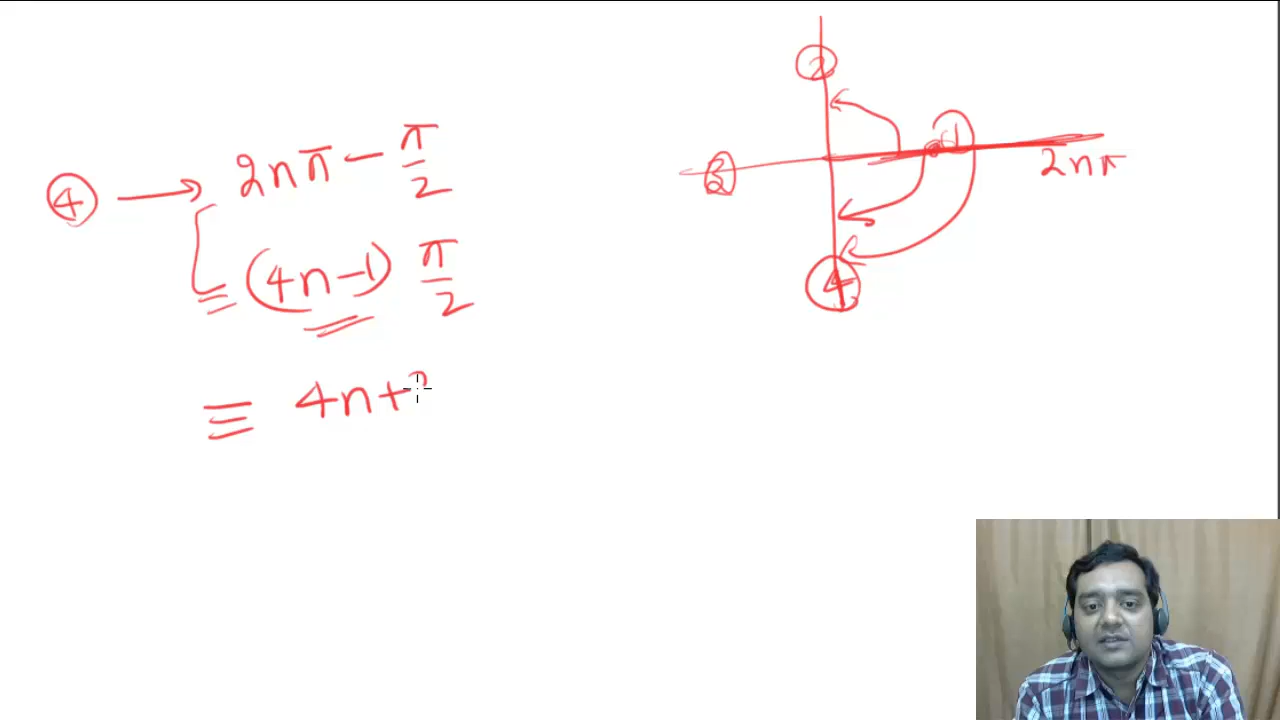 ②
① 
2nπ
③
④
④ → 2nπ - π/2
≡ (4n-1) π/2
≡ 4n+